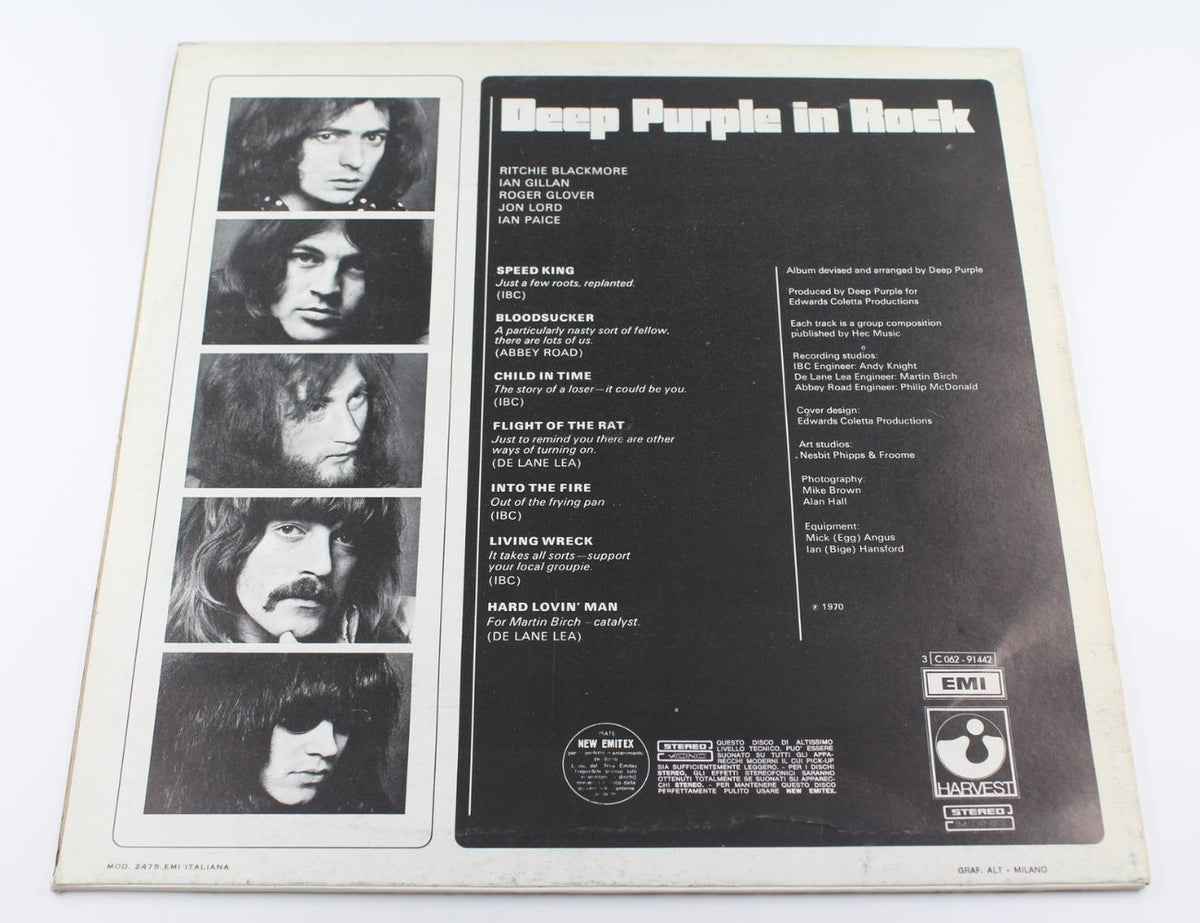 Deep Purple in Rock
RITCHIE BLACKMORE
IAN GILLAN
ROGER GLOVER
JON LORD
IAN PAICE
SPEED KING
Just a few roots, replanted.
(IBC)
BLOODSUCKER
A particularly nasty sort of fellow,
there are lots of us.
(ABBEY ROAD)
CHILD IN TIME
The story of a loser—it could be you.
(IBC)
FLIGHT OF THE RAT
Just to remind you there are other
ways of turning on.
(DE LANE LEA)
INTO THE FIRE
Out of the frying pan . .
(IBC)
LIVING WRECK
It takes all sorts—support
your local groupie.
(IBC)
HARD LOVIN' MAN
For Martin Birch – catalyst.
(DE LANE LEA)
Album devised and arranged by Deep Purple
Produced by Deep Purple for
Edwards Coletta Productions
Each track is a group composition
published by Hec Music
Recording studios:
IBC Engineer: Andy Knight
De Lane Lea Engineer: Martin Birch
Abbey Road Engineer: Philip McDonald
Cover design:
Edwards Coletta Productions
Art studios:
Nesbit Phipps & Froome
Photography:
Mike Brown
Alan Hall
Equipment:
Mick (Egg) Angus
Ian (Bige) Hansford
℗ 1970
3 C 062 - 91442
EMI
HARVEST
STEREO
NEW EMITEX
STEREO
QUESTO DISCO DI ALTISSIMO
LIVELLO TECNICO, PUO' ESSERE
SUONATO SU TUTTI GLI APPA-
RECCHI MODERNI IL CUI PICK-UP
SIA SUFFICIENTEMENTE LEGGERO. - PER I DISCHI
STEREO, GLI EFFETTI STEREOFONICI SARANNO
OTTENUTI TOTALMENTE SE SUONATI SU APPAREC-
CHI STEREO. - PER MANTENERE QUESTO DISCO
PERFETTAMENTE PULITO USARE NEW EMITEX.
MOD. 2475 EMI ITALIANA
GRAF. ALT - MILANO